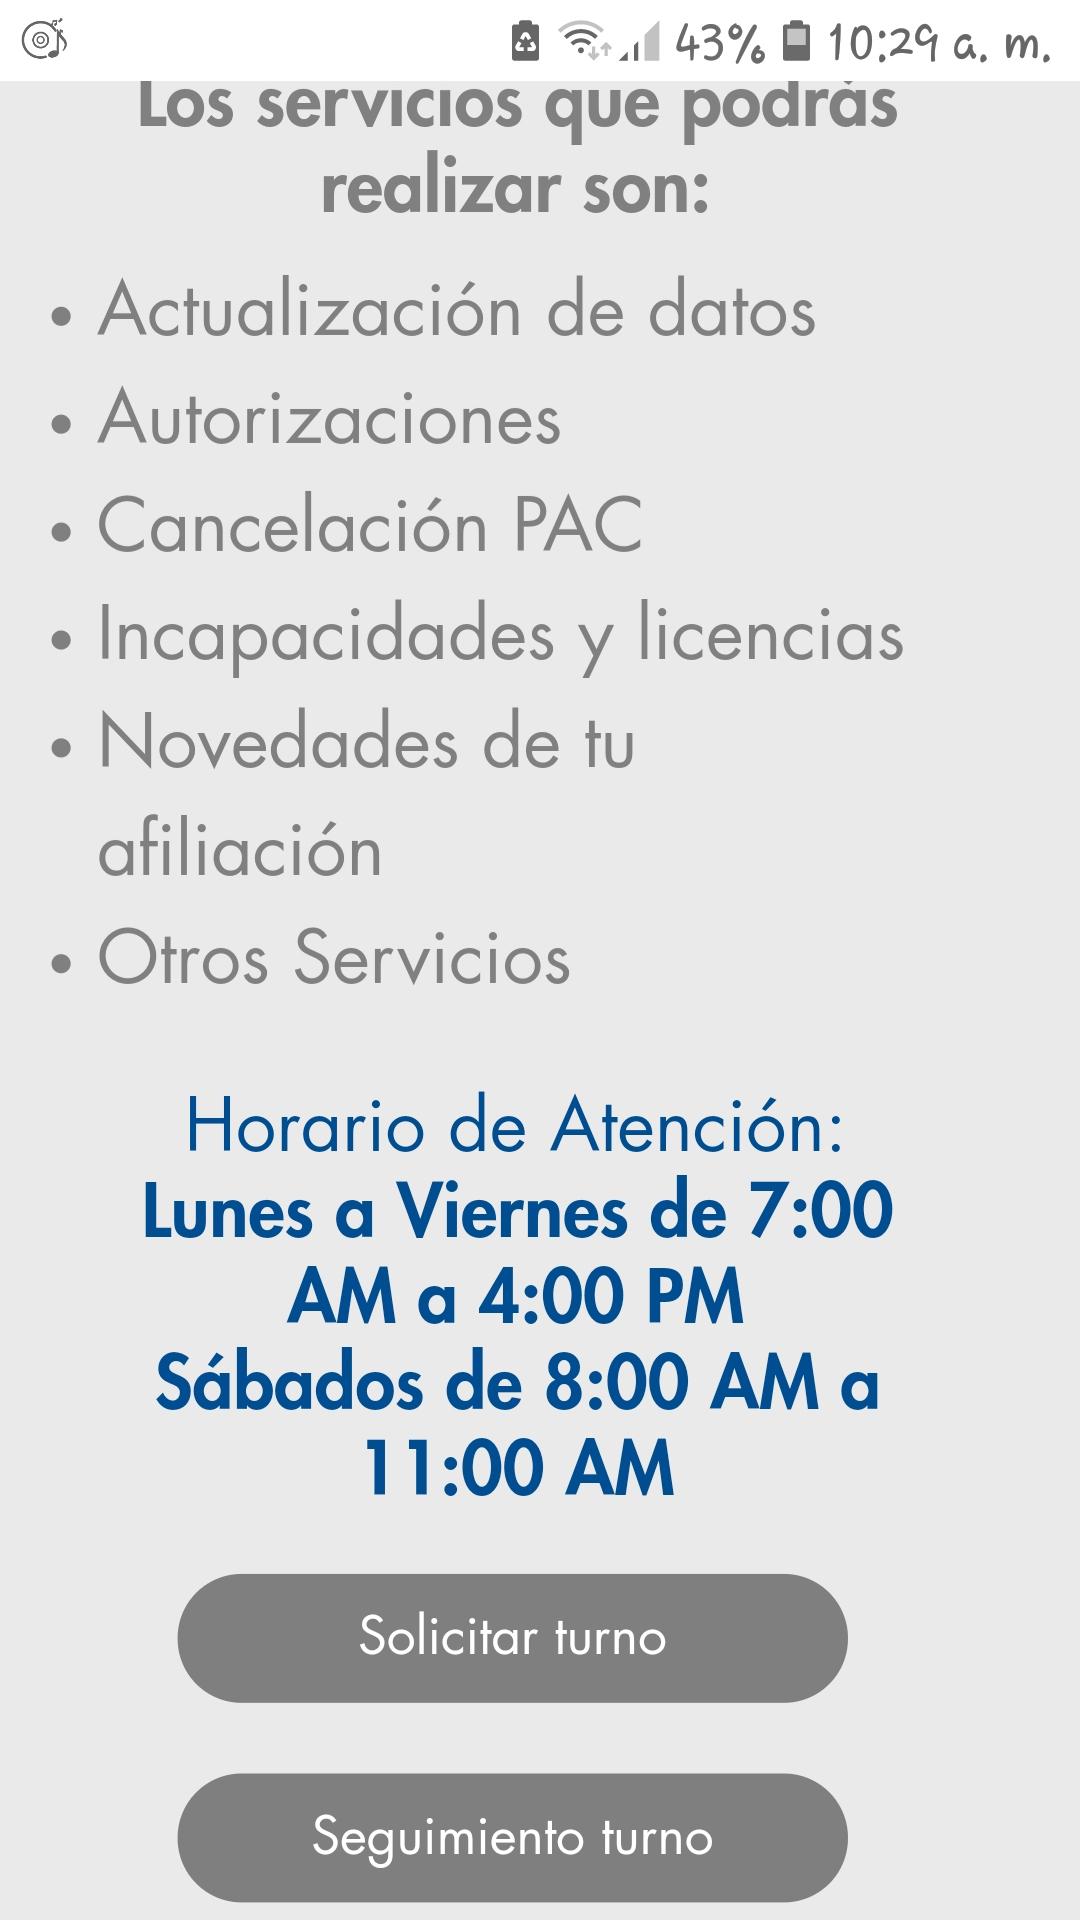 43% 10:29 a. m.
Los servicios que podrás
realizar son:
• Actualización de datos
• Autorizaciones
• Cancelación PAC
• Incapacidades y licencias
• Novedades de tu
afiliación
• Otros Servicios
Horario de Atención:
Lunes a Viernes de 7:00
AM a 4:00 PM
Sábados de 8:00 AM a
11:00 AM
Solicitar turno
Seguimiento turno